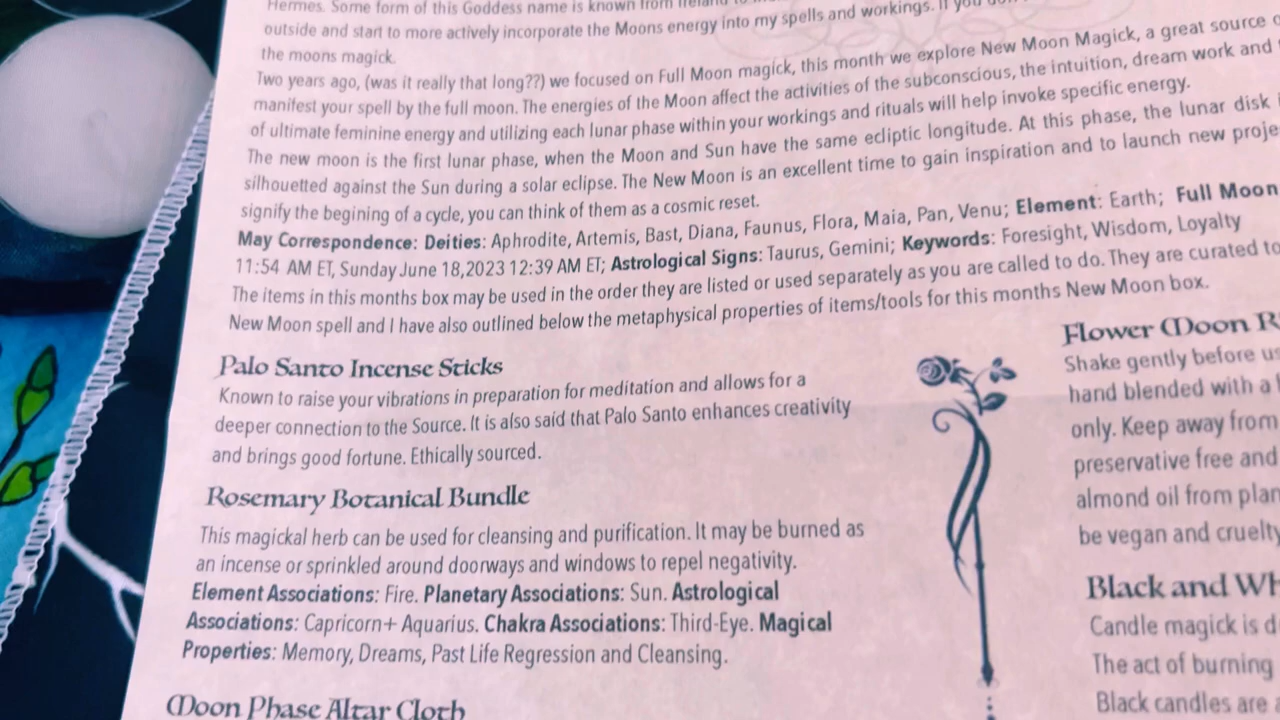 Hermes. Some form of this Goddess name is known from Ireland to
outside and start to more actively incorporate the Moons energy into my spells and workings. If you don
the moons magick.
Two years ago, (was it really that long??) we focused on Full Moon magick, this month we explore New Moon Magick, a great source o
manifest your spell by the full moon. The energies of the Moon affect the activities of the subconscious, the intuition, dream work and
of ultimate feminine energy and utilizing each lunar phase within your workings and rituals will help invoke specific energy.
The new moon is the first lunar phase, when the Moon and Sun have the same ecliptic longitude. At this phase, the lunar disk i
silhouetted against the Sun during a solar eclipse. The New Moon is an excellent time to gain inspiration and to launch new proje
signify the begining of a cycle, you can think of them as a cosmic reset.
May Correspondence: Deities: Aphrodite, Artemis, Bast, Diana, Faunus, Flora, Maia, Pan, Venu; Element: Earth; Full Moon
11:54 AM ET, Sunday June 18,2023 12:39 AM ET; Astrological Signs: Taurus, Gemini; Keywords: Foresight, Wisdom, Loyalty
The items in this months box may be used in the order they are listed or used separately as you are called to do. They are curated to
New Moon spell and I have also outlined below the metaphysical properties of items/tools for this months New Moon box.
Palo Santo Incense Sticks
Known to raise your vibrations in preparation for meditation and allows for a
deeper connection to the Source. It is also said that Palo Santo enhances creativity
and brings good fortune. Ethically sourced.
Rosemary Botanical Bundle
This magickal herb can be used for cleansing and purification. It may be burned as
an incense or sprinkled around doorways and windows to repel negativity.
Element Associations: Fire. Planetary Associations: Sun. Astrological
Associations: Capricorn+ Aquarius. Chakra Associations: Third-Eye. Magical
Properties: Memory, Dreams, Past Life Regression and Cleansing.
Moon Phase Altar Cloth
Flower Moon R
Shake gently before us
hand blended with a
only. Keep away from
preservative free and
almond oil from plan
be vegan and cruelty
Black and Wh
Candle magick is d
The act of burning
Black candles are